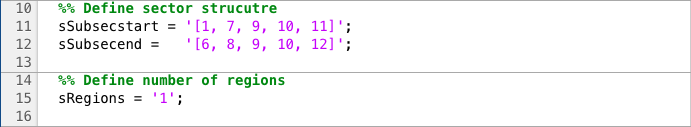 10 %% Define sector strucutre
11 sSubsecstart = '[1, 7, 9, 10, 11]';
12 sSubsecend =   '[6, 8, 9, 10, 12]';
13
14 %% Define number of regions
15 sRegions = '1';
16